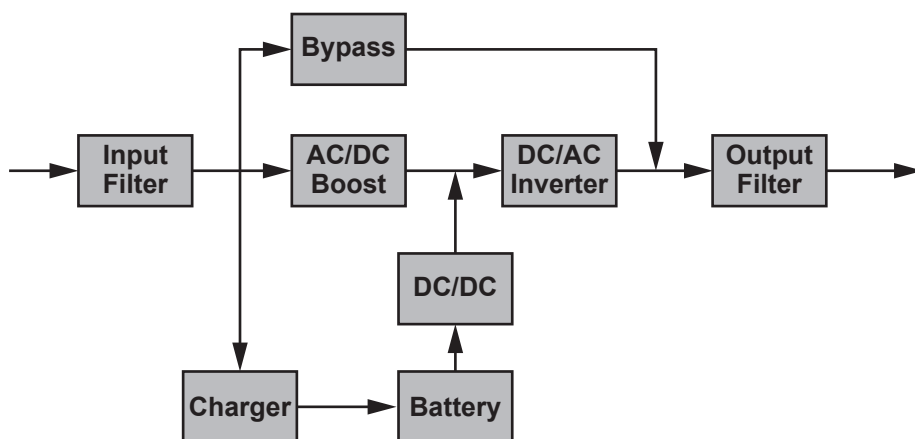 Bypass
Input
Filter
AC/DC
Boost
DC/AC
Inverter
Output
Filter
DC/DC
Charger
Battery